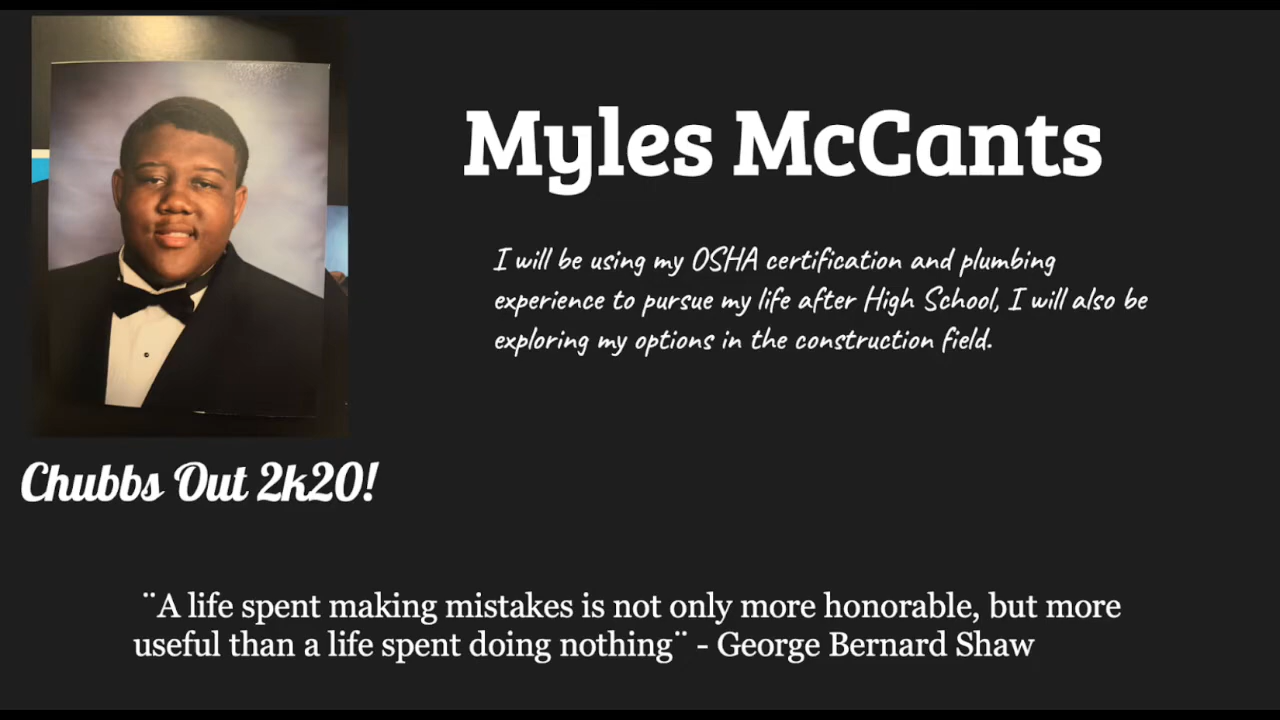 Myles McCants
I will be using my OSHA certification and plumbing
experience to pursue my life after High School, I will also be
exploring my options in the construction field.
Chubbs Out 2k20!
¨A life spent making mistakes is not only more honorable, but more
useful than a life spent doing nothing¨ - George Bernard Shaw